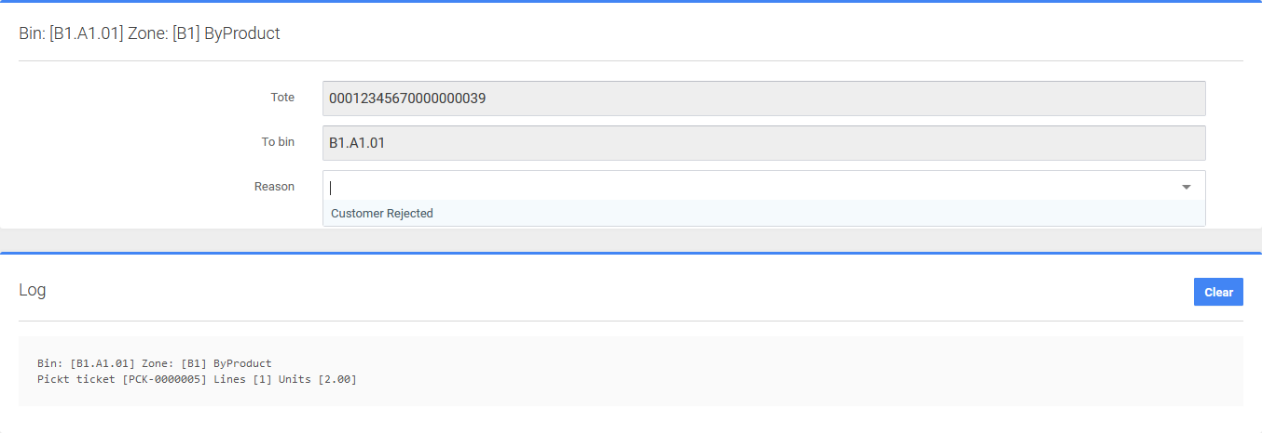 Bin: [B1.A1.01] Zone: [B1] ByProduct
Tote
00012345670000000039
To bin
B1.A1.01
Reason
Customer Rejected
Log
Clear
Bin: [B1.A1.01] Zone: [B1] ByProduct
Pickt ticket [PCK-0000005] Lines [1] Units [2.00]